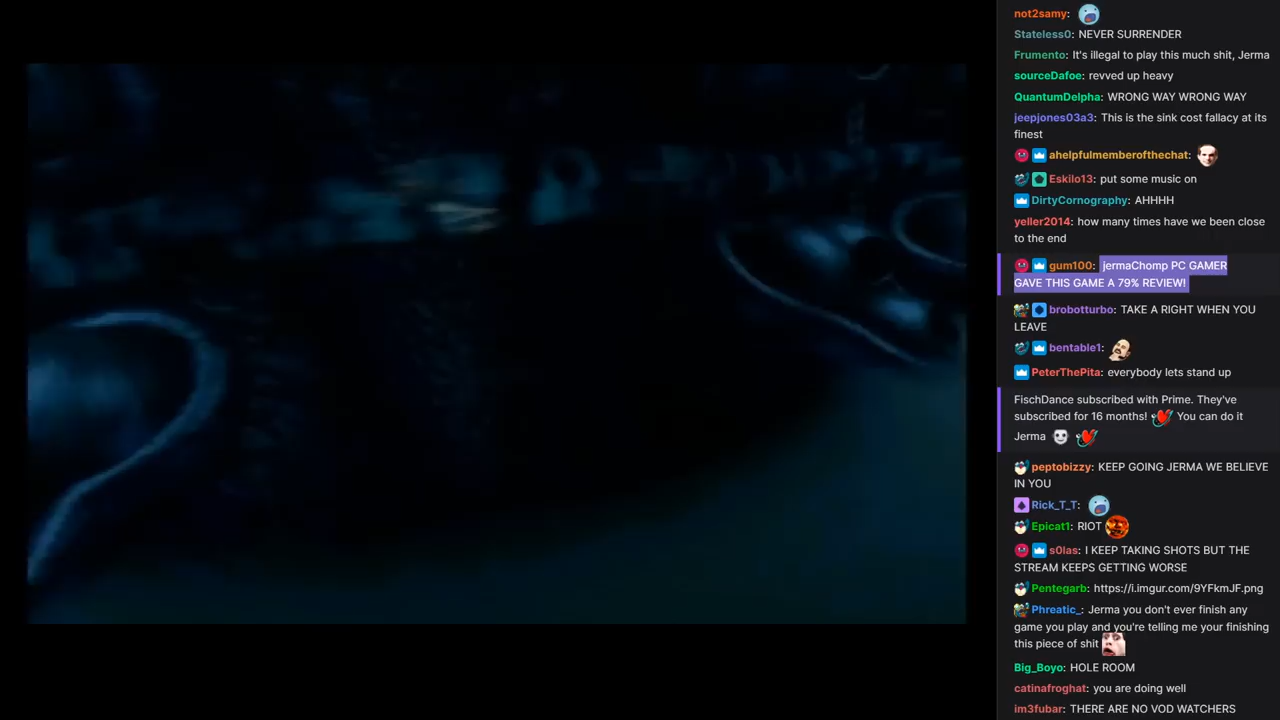 not2samy:
Stateless0: NEVER SURRENDER
Frumento: It's illegal to play this much shit, Jerma
sourceDafoe: revved up heavy
QuantumDelpha: WRONG WAY WRONG WAY
jeepjones03a3: This is the sink cost fallacy at its
finest
ahelpfulmemberofthechat:
Eskilo13: put some music on
DirtyCornography: AHHHH
yeller2014: how many times have we been close
to the end
gum100: jermaChomp PC GAMER
GAVE THIS GAME A 79% REVIEW!
brobotturbo: TAKE A RIGHT WHEN YOU
LEAVE
bentable1:
PeterThePita: everybody lets stand up
FischDance subscribed with Prime. They've
subscribed for 16 months! You can do it
Jerma
peptobizzy: KEEP GOING JERMA WE BELIEVE
IN YOU
Rick_T_T:
Epicat1: RIOT
s0las: I KEEP TAKING SHOTS BUT THE
STREAM KEEPS GETTING WORSE
Pentegarb: https://i.imgur.com/9YFkmJF.png
Phreatic_: Jerma you don't ever finish any
game you play and you're telling me your finishing
this piece of shit
Big_Boyo: HOLE ROOM
catinafroghat: you are doing well
im3fubar: THERE ARE NO VOD WATCHERS